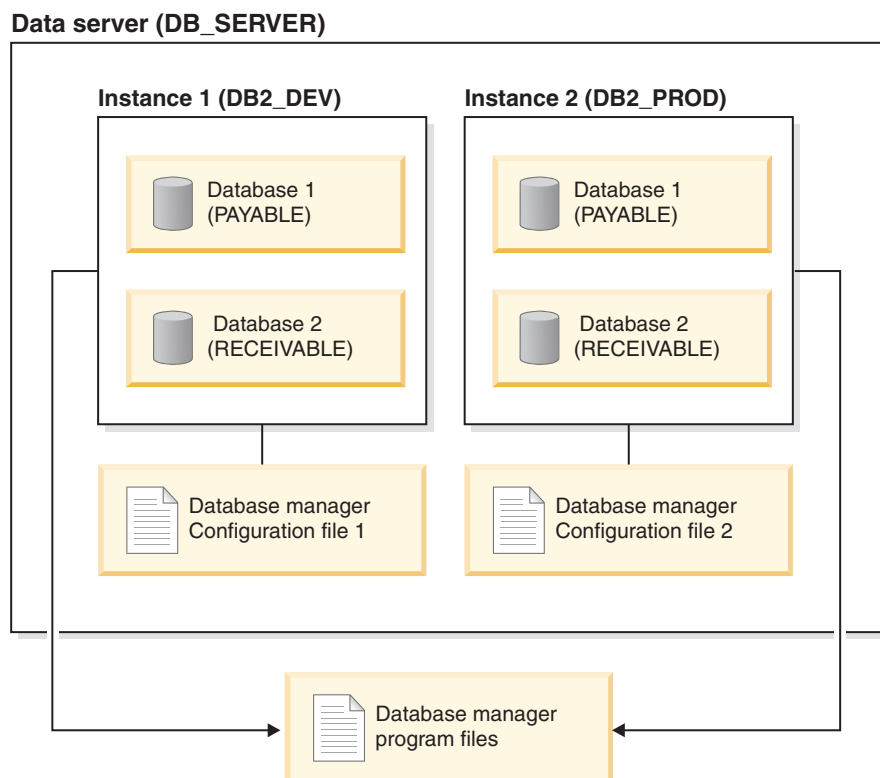 Data server (DB_SERVER)
Instance 1 (DB2_DEV)
Database 1
(PAYABLE)
Database 2
(RECEIVABLE)
Database manager
Configuration file 1
Instance 2 (DB2_PROD)
Database 1
(PAYABLE)
Database 2
(RECEIVABLE)
Database manager
Configuration file 2
Database manager
program files